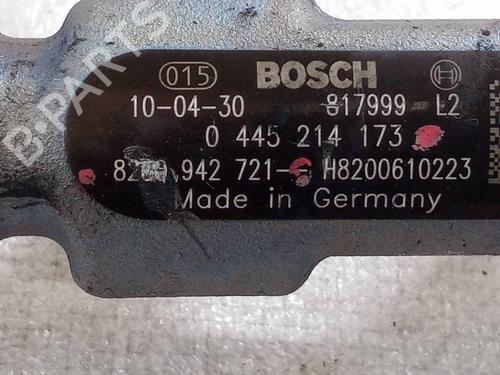 015 BOSCH
10-04-30 817999 L2
0 445 214 173
942 721-- H8200610223
Made in Germany
B-PARTS